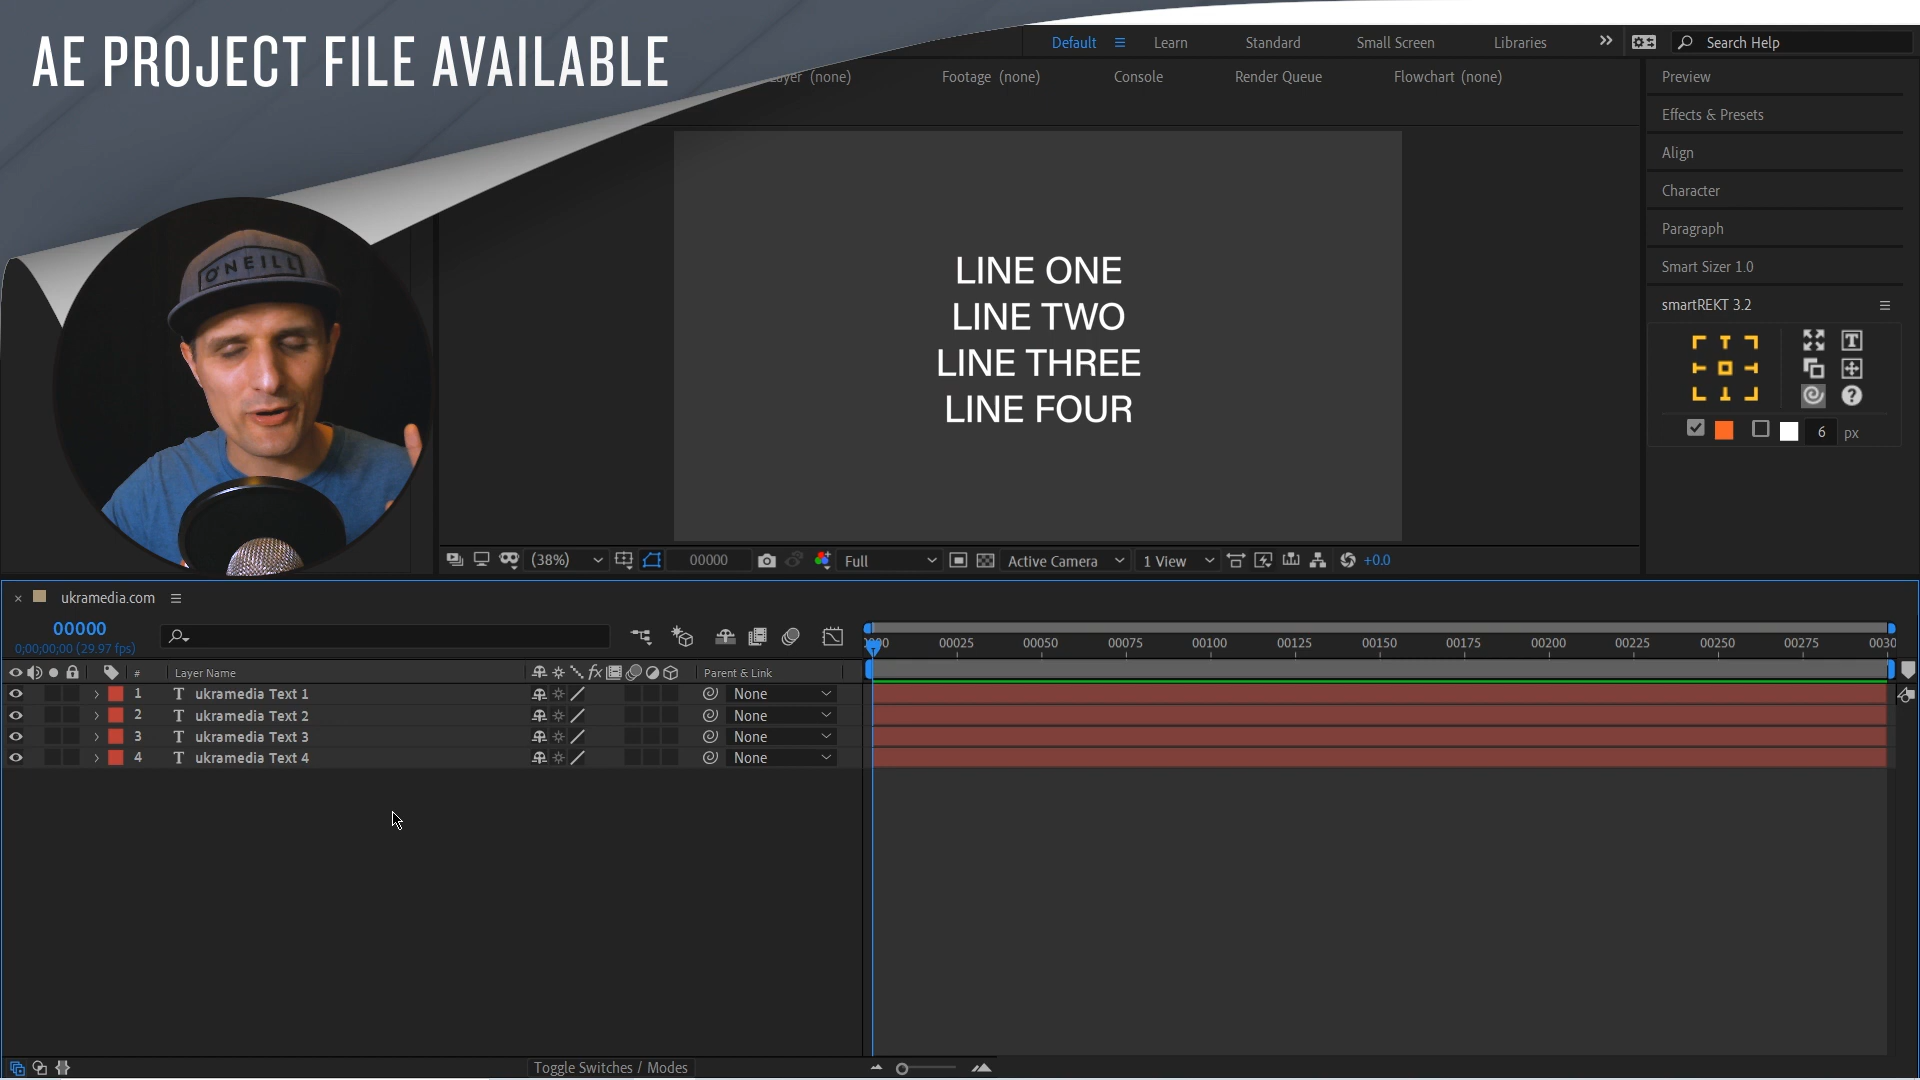 AE PROJECT FILE AVAILABLE
Default
Learn
Standard
Small Screen
Libraries
Search Help
(none)
Footage (none)
Console
Render Queue
Flowchart (none)
Preview
Effects & Presets
Align
Character
Paragraph
Smart Sizer 1.0
smartREKT 3.2
6 px
O'NEILL
LINE ONE
LINE TWO
LINE THREE
LINE FOUR
(38%)
00000
Full
Active Camera
1 View
+0.0
ukramedia.com
00000
0;00;00;00 (29.97 fps)
00025
00050
00075
00100
00125
00150
00175
00200
00225
00250
00275
#
Layer Name
fx
Parent & Link
1 T ukramedia Text 1 None
2 T ukramedia Text 2 None
3 T ukramedia Text 3 None
4 T ukramedia Text 4 None
Toggle Switches / Modes